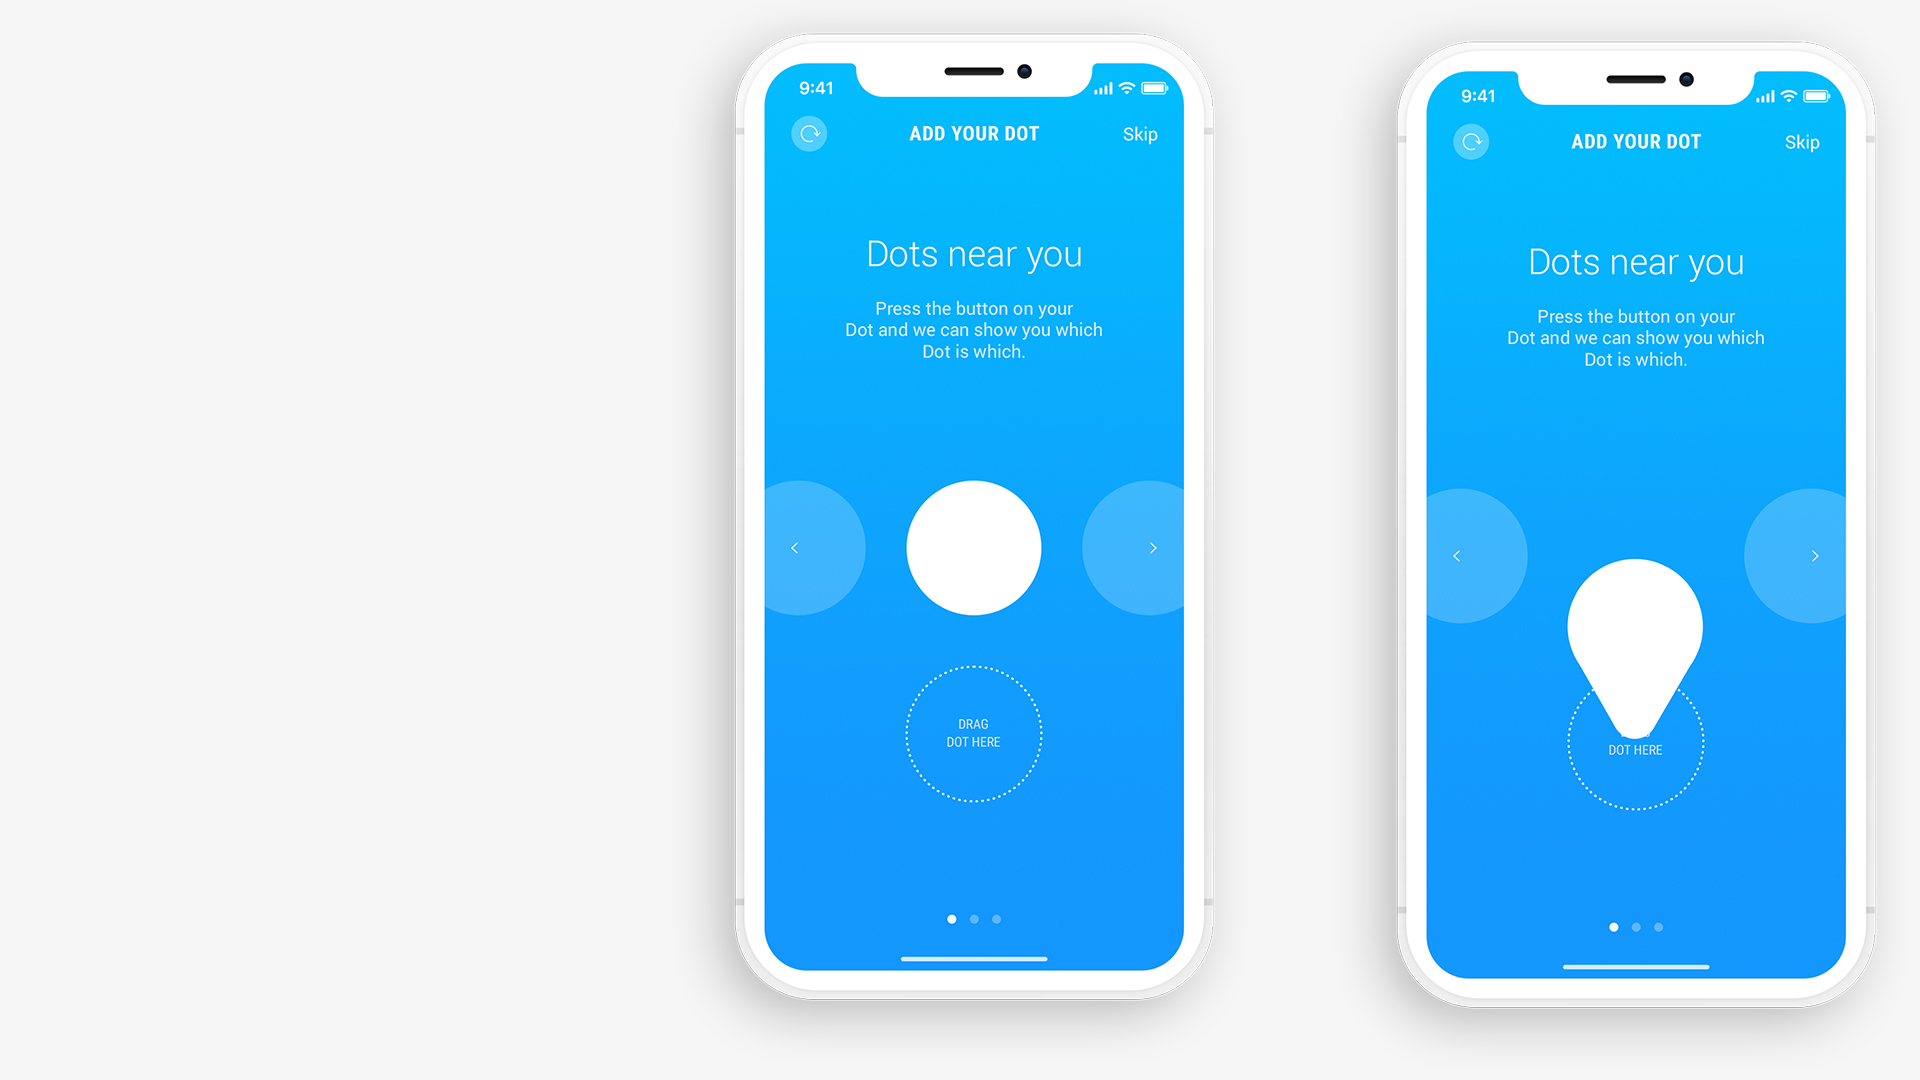 9:41
ADD YOUR DOT
Skip
Dots near you
Press the button on your
Dot and we can show you which
Dot is which.
DRAG
DOT HERE
9:41
ADD YOUR DOT
Skip
Dots near you
Press the button on your
Dot and we can show you which
Dot is which.
DOT HERE